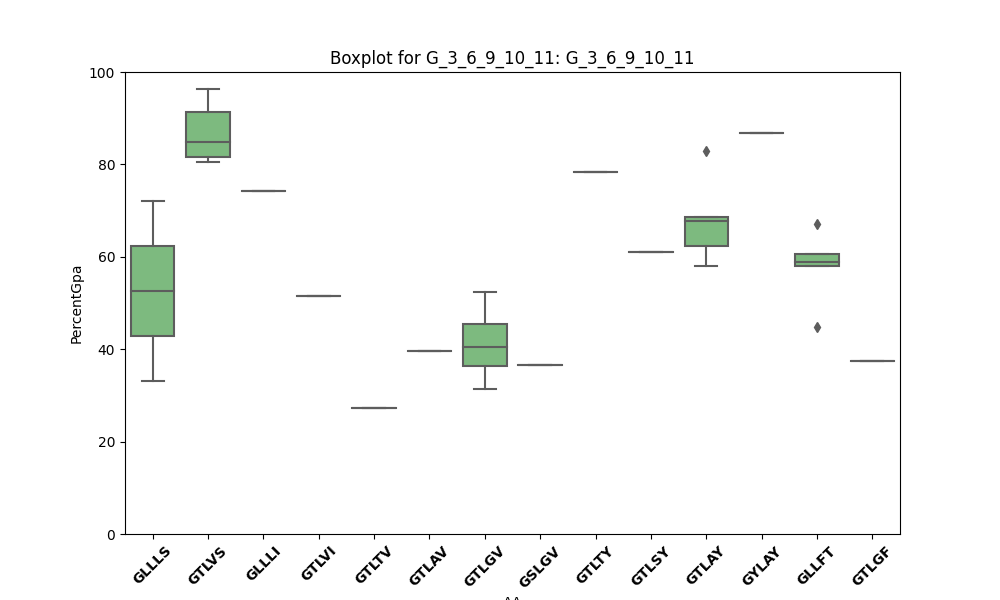 Boxplot for G_3_6_9_10_11: G_3_6_9_10_11
100
80
60
40
20
0
PercentGpa
GLLLS
GTLVS
GLLLI
GTLVI
GTLTV
GTLAV
GTLGV
GSLGV
GTLTY
GTLSY
GTLAY
GYLAY
GLLFT
GTLGF